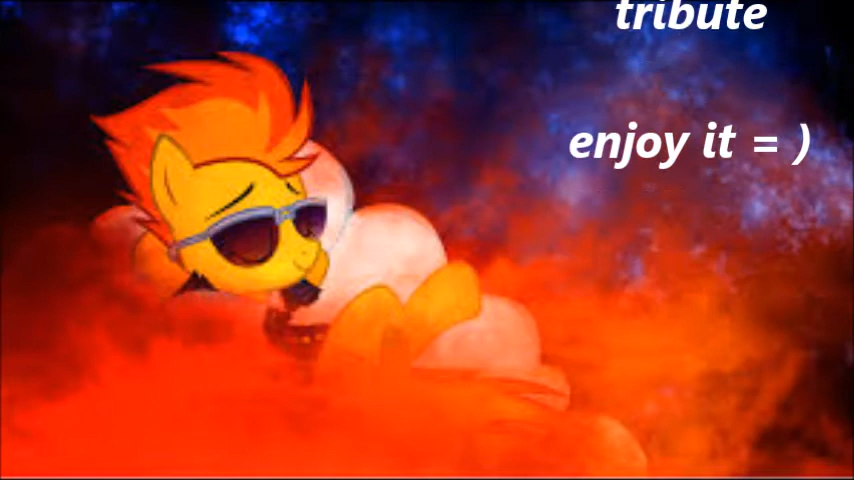 tribute
enjoy it = )